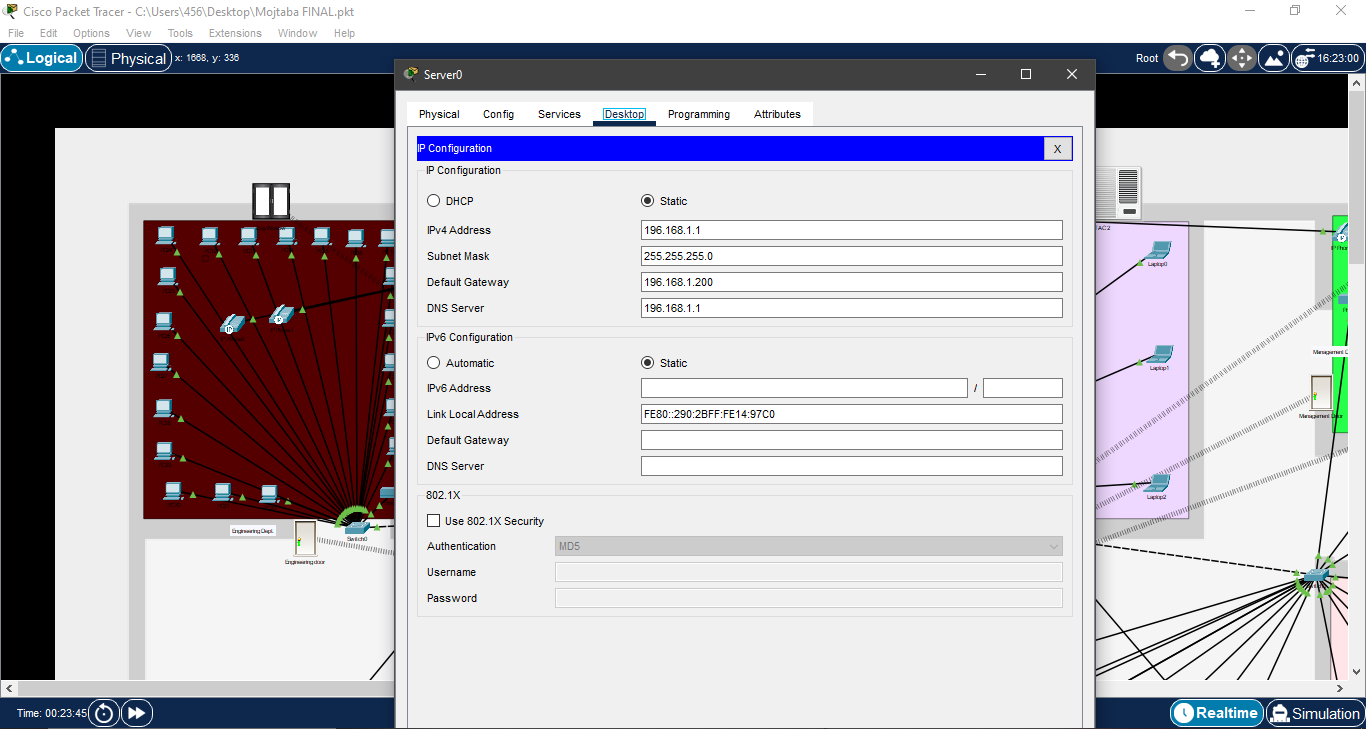 Cisco Packet Tracer - C:\Users\456\Desktop\Mojtaba FINAL.pkt
File Edit Options View Tools Extensions Window Help
Logical Physical x: 1668, y: 336 Root 16:23:00
Server0
Physical Config Services Desktop Programming Attributes
IP Configuration X
IP Configuration
DHCP Static
IPv4 Address 196.168.1.1
Subnet Mask 255.255.255.0
Default Gateway 196.168.1.200
DNS Server 196.168.1.1
IPv6 Configuration
Automatic Static
IPv6 Address /
Link Local Address FE80::290:2BFF:FE14:97C0
Default Gateway
DNS Server
802.1X
Use 802.1X Security
Authentication MD5
Username
Password
Switch0
Engineering Dept.
Engineering door
Laptop0
Laptop1
Laptop2
Management Door
Time: 00:23:45 Realtime Simulation